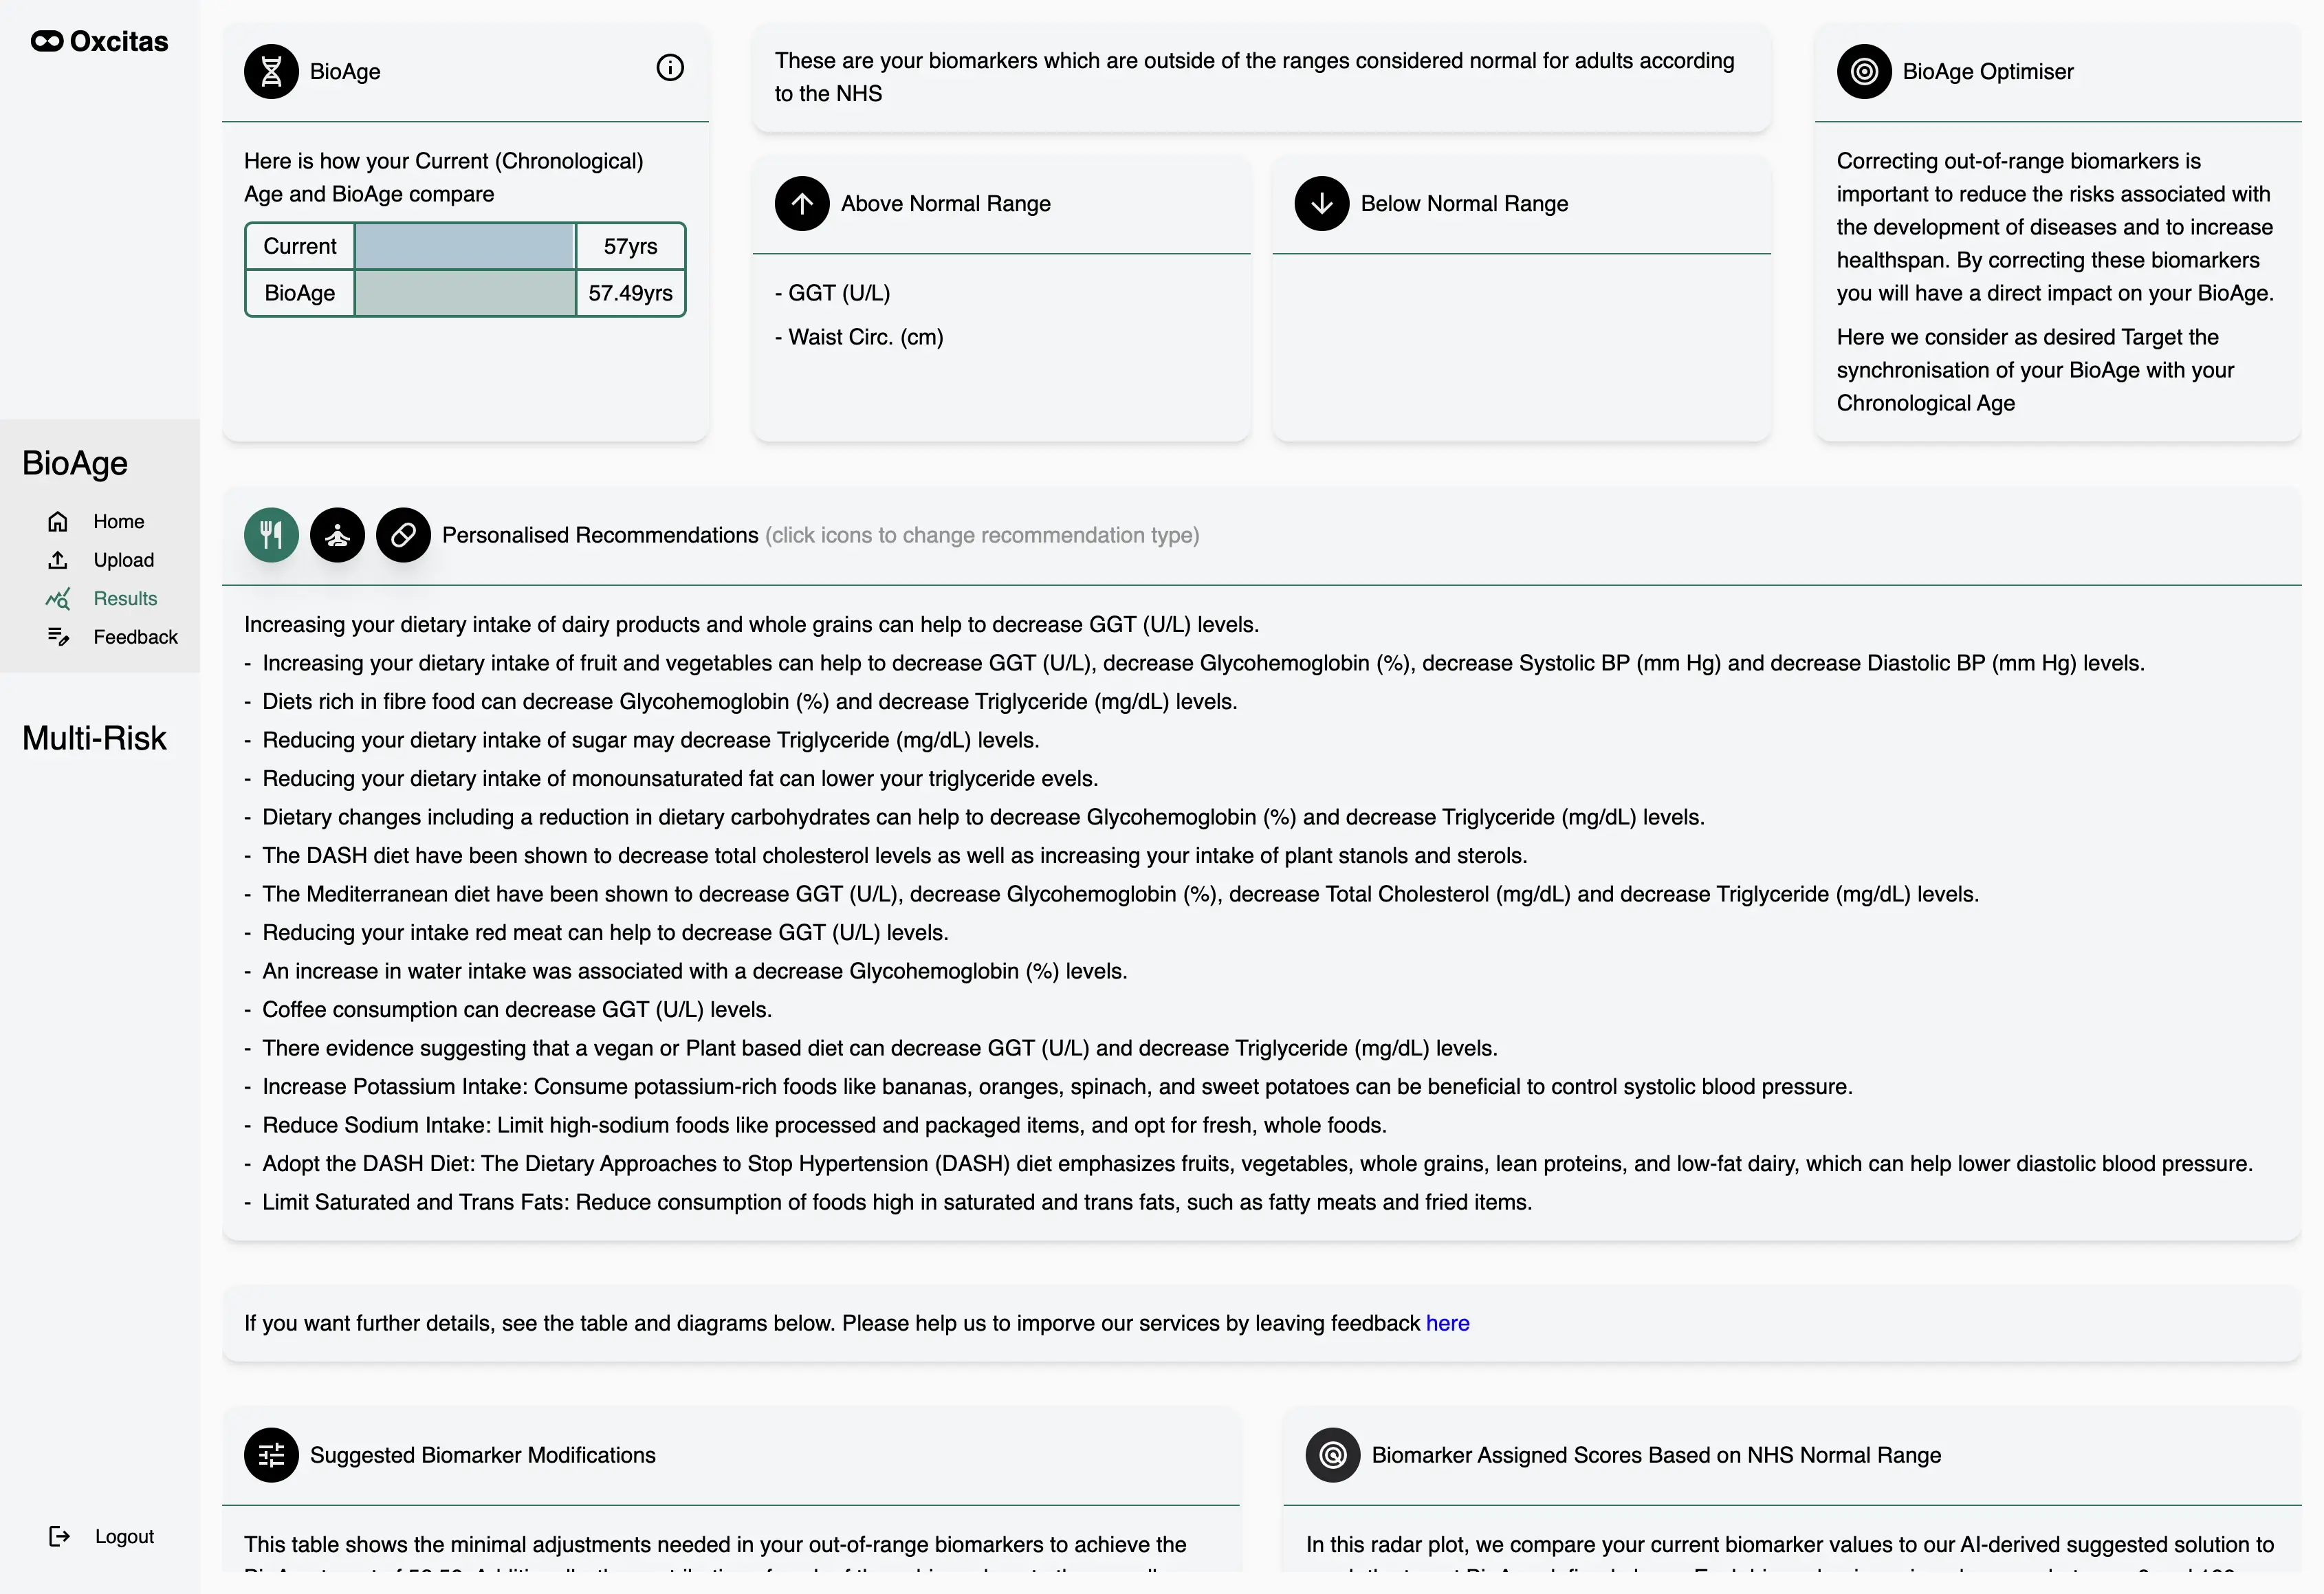 Oxcitas
BioAge
Home
Upload
Results
Feedback
Multi-Risk
Logout
BioAge
Here is how your Current (Chronological)
Age and BioAge compare
Current 57yrs
BioAge 57.49yrs
These are your biomarkers which are outside of the ranges considered normal for adults according
to the NHS
Above Normal Range
- GGT (U/L)
- Waist Circ. (cm)
Below Normal Range
BioAge Optimiser
Correcting out-of-range biomarkers is
important to reduce the risks associated with
the development of diseases and to increase
healthspan. By correcting these biomarkers
you will have a direct impact on your BioAge.
Here we consider as desired Target the
synchronisation of your BioAge with your
Chronological Age
Personalised Recommendations (click icons to change recommendation type)
Increasing your dietary intake of dairy products and whole grains can help to decrease GGT (U/L) levels.
- Increasing your dietary intake of fruit and vegetables can help to decrease GGT (U/L), decrease Glycohemoglobin (%), decrease Systolic BP (mm Hg) and decrease Diastolic BP (mm Hg) levels.
- Diets rich in fibre food can decrease Glycohemoglobin (%) and decrease Triglyceride (mg/dL) levels.
- Reducing your dietary intake of sugar may decrease Triglyceride (mg/dL) levels.
- Reducing your dietary intake of monounsaturated fat can lower your triglyceride evels.
- Dietary changes including a reduction in dietary carbohydrates can help to decrease Glycohemoglobin (%) and decrease Triglyceride (mg/dL) levels.
- The DASH diet have been shown to decrease total cholesterol levels as well as increasing your intake of plant stanols and sterols.
- The Mediterranean diet have been shown to decrease GGT (U/L), decrease Glycohemoglobin (%), decrease Total Cholesterol (mg/dL) and decrease Triglyceride (mg/dL) levels.
- Reducing your intake red meat can help to decrease GGT (U/L) levels.
- An increase in water intake was associated with a decrease Glycohemoglobin (%) levels.
- Coffee consumption can decrease GGT (U/L) levels.
- There evidence suggesting that a vegan or Plant based diet can decrease GGT (U/L) and decrease Triglyceride (mg/dL) levels.
- Increase Potassium Intake: Consume potassium-rich foods like bananas, oranges, spinach, and sweet potatoes can be beneficial to control systolic blood pressure.
- Reduce Sodium Intake: Limit high-sodium foods like processed and packaged items, and opt for fresh, whole foods.
- Adopt the DASH Diet: The Dietary Approaches to Stop Hypertension (DASH) diet emphasizes fruits, vegetables, whole grains, lean proteins, and low-fat dairy, which can help lower diastolic blood pressure.
- Limit Saturated and Trans Fats: Reduce consumption of foods high in saturated and trans fats, such as fatty meats and fried items.
If you want further details, see the table and diagrams below. Please help us to imporve our services by leaving feedback here
Suggested Biomarker Modifications
This table shows the minimal adjustments needed in your out-of-range biomarkers to achieve the
Biomarker Assigned Scores Based on NHS Normal Range
In this radar plot, we compare your current biomarker values to our AI-derived suggested solution to